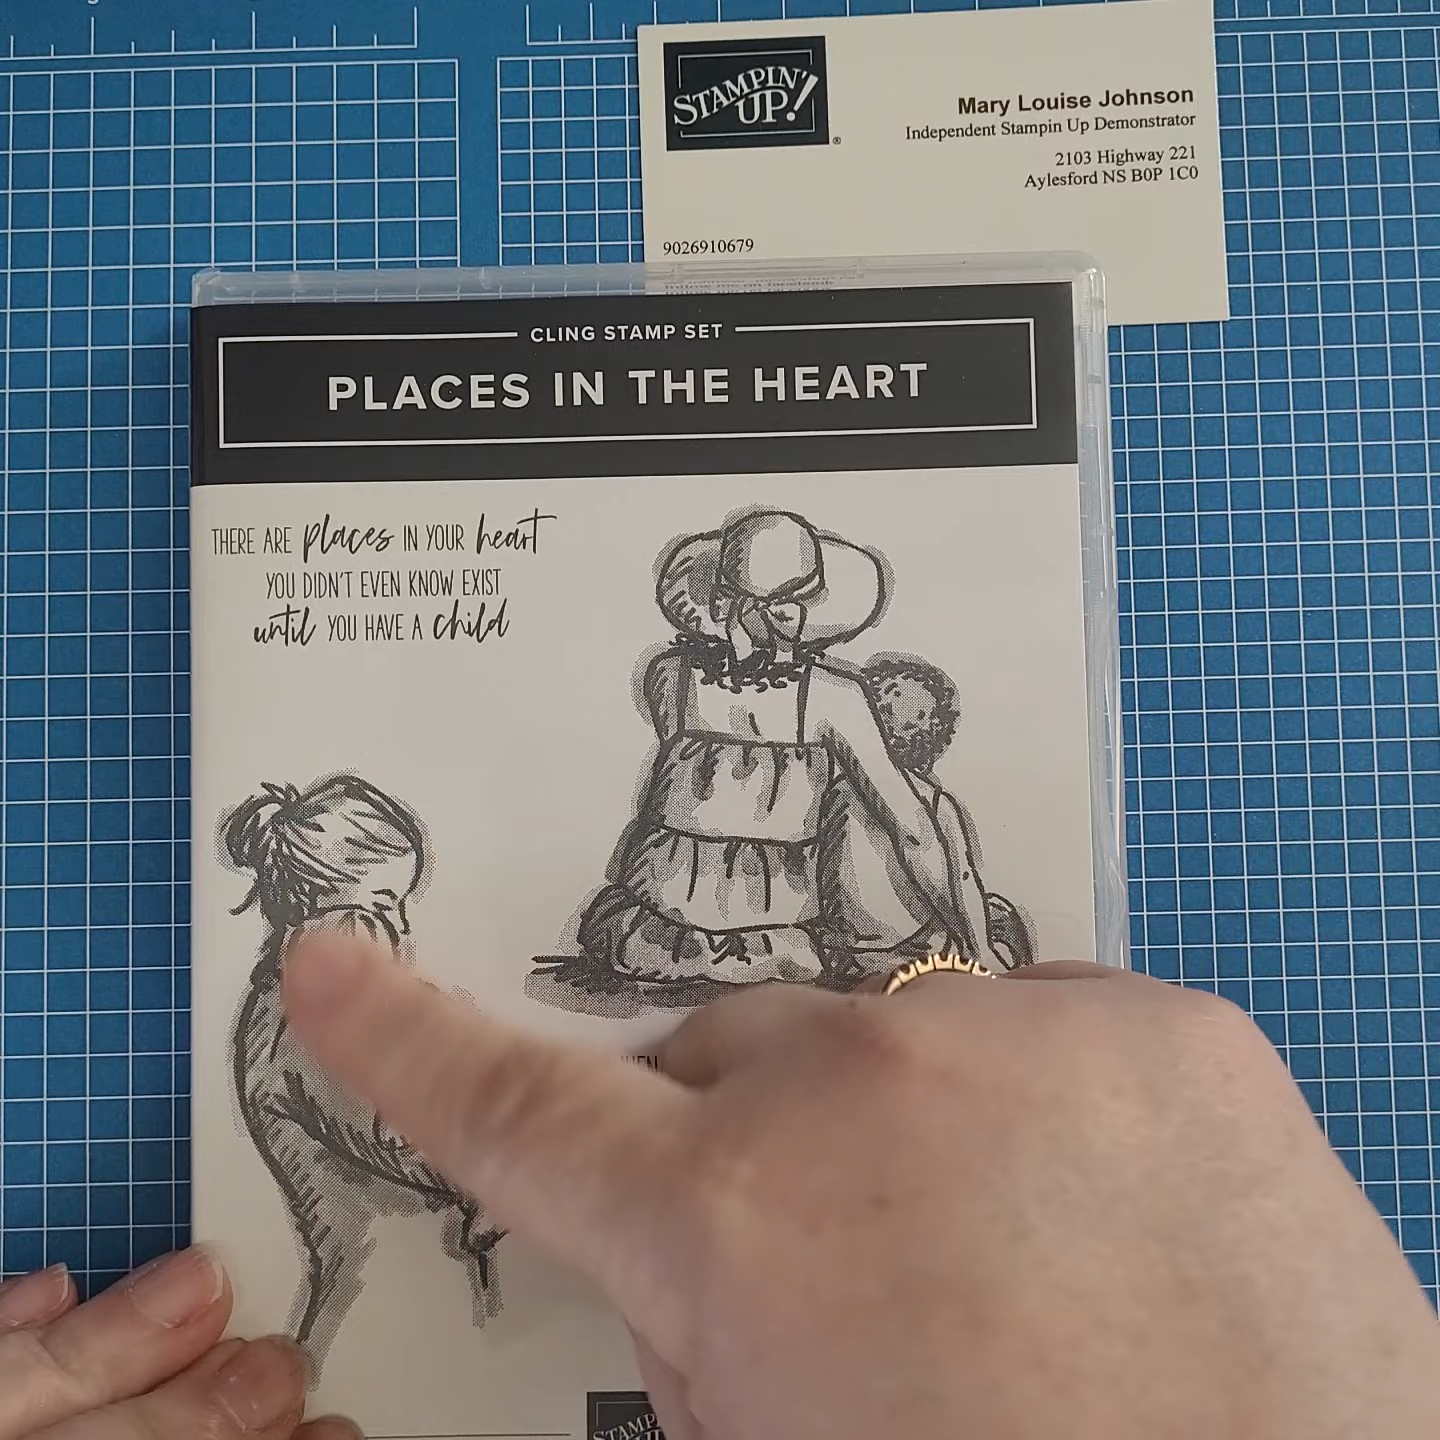 STAMPIN' UP!®
Mary Louise Johnson
Independent Stampin Up Demonstrator
2103 Highway 221
Aylesford NS B0P 1C0
9026910679
CLING STAMP SET
PLACES IN THE HEART
THERE ARE places IN YOUR heart
YOU DIDN'T EVEN KNOW EXIST
until YOU HAVE A child